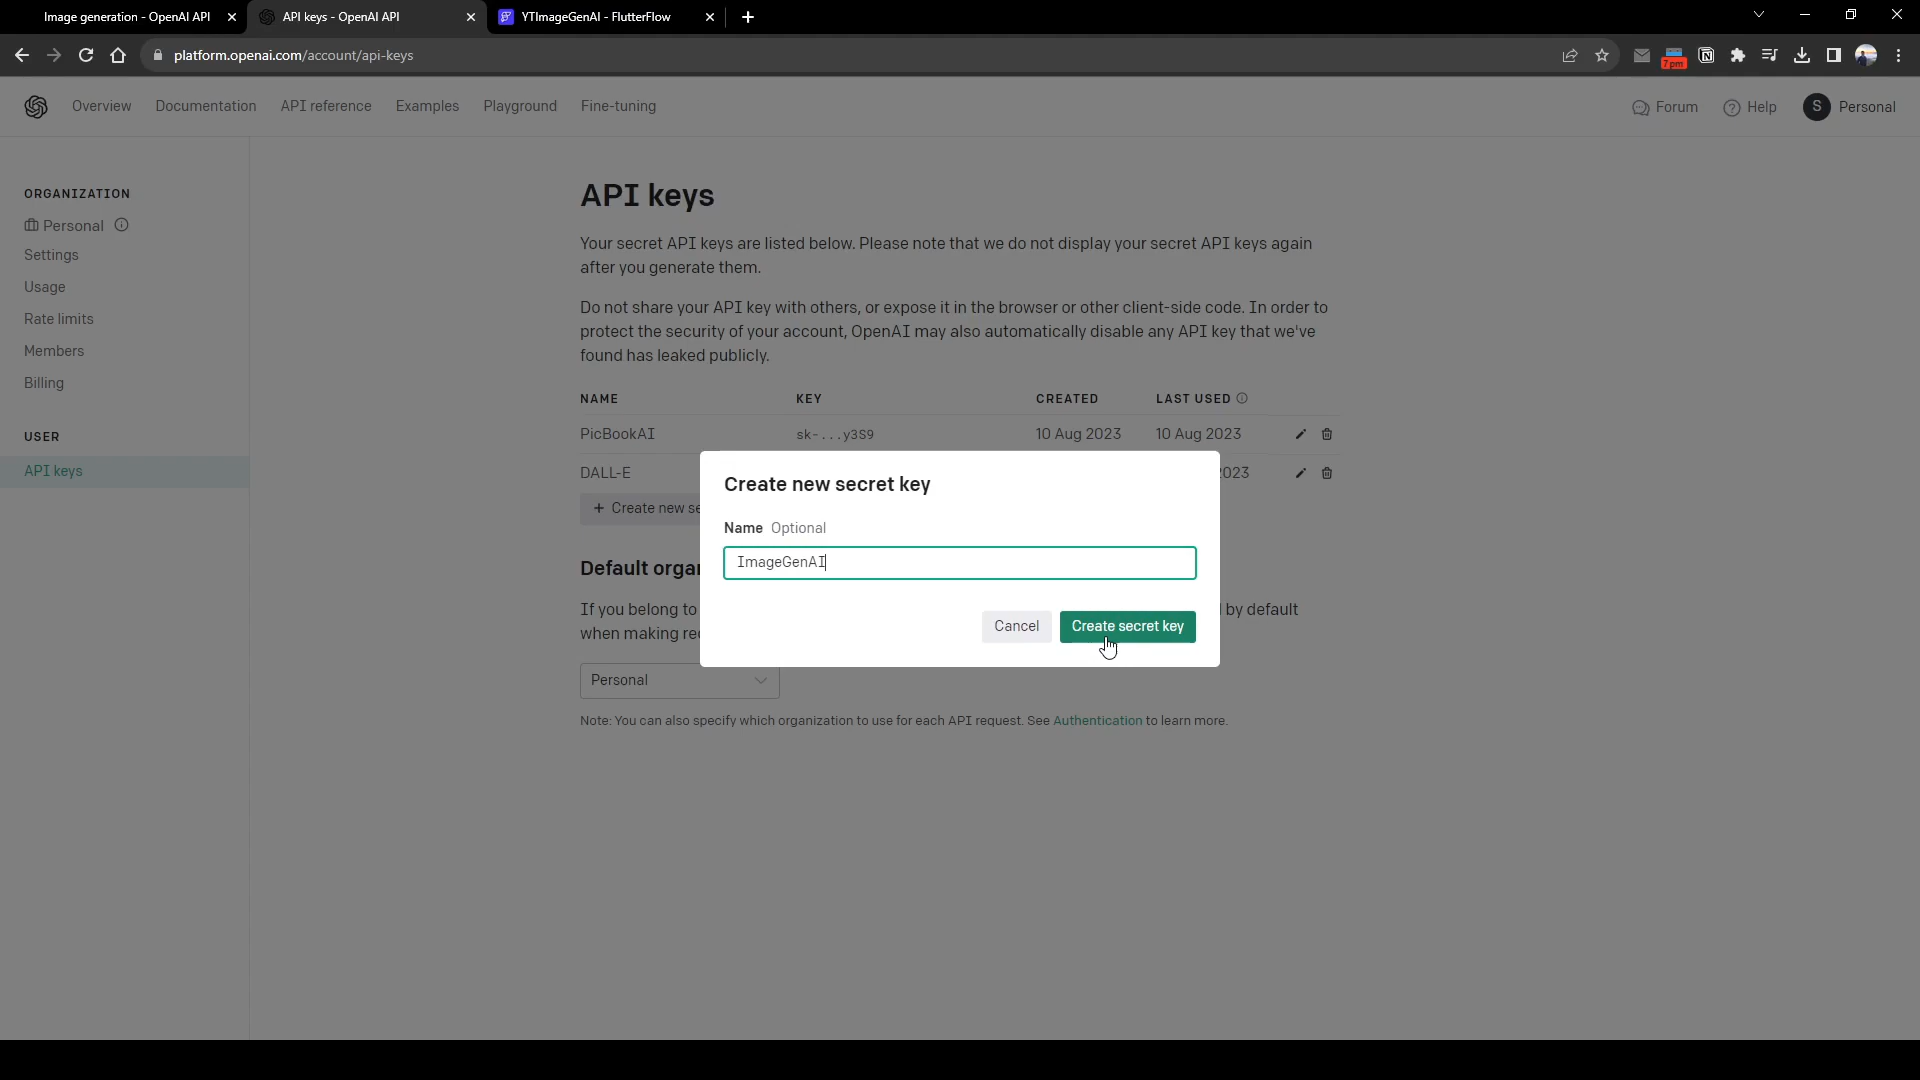 Image generation - OpenAI API
API keys - OpenAI API
YTImageGenAI - FlutterFlow
platform.openai.com/account/api-keys
7pm
Overview
Documentation
API reference
Examples
Playground
Fine-tuning
Forum
Help
S
Personal
ORGANIZATION
Personal
Settings
Usage
Rate limits
Members
Billing
USER
API keys
API keys
Your secret API keys are listed below. Please note that we do not display your secret API keys again
after you generate them.
Do not share your API key with others, or expose it in the browser or other client-side code. In order to
protect the security of your account, OpenAI may also automatically disable any API key that we've
found has leaked publicly.
NAME KEY CREATED LAST USED
PicBookAI sk-...y3S9 10 Aug 2023 10 Aug 2023
DALL-E 2023
+ Create new se
Create new secret key
Name Optional
ImageGenAI
Cancel
Create secret key
Default orga
If you belong to by default
when making re
Personal
Note: You can also specify which organization to use for each API request. See Authentication to learn more.